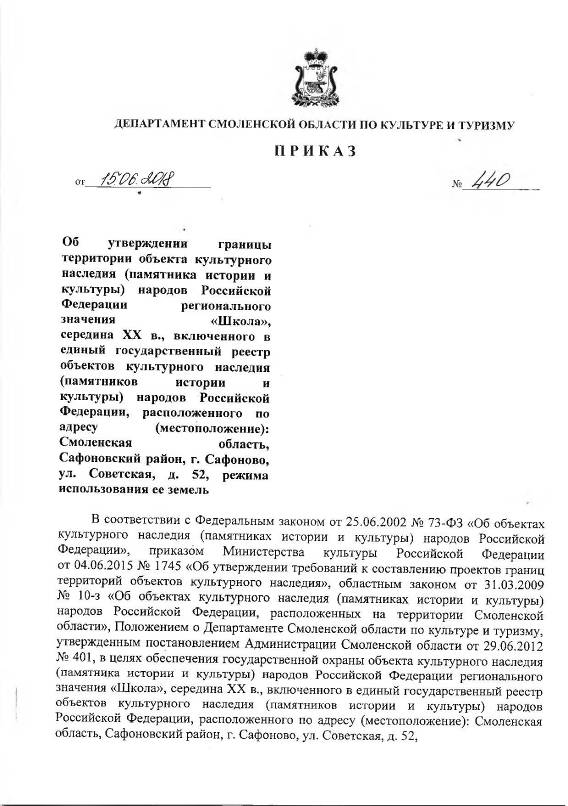 ДЕПАРТАМЕНТ СМОЛЕНСКОЙ ОБЛАСТИ ПО КУЛЬТУРЕ И ТУРИЗМУ
П Р И К А З
от 15.06.2018 № 440
Об утверждении границы
территории объекта культурного
наследия (памятника истории и
культуры) народов Российской
Федерации регионального
значения «Школа»,
середина XX в., включенного в
единый государственный реестр
объектов культурного наследия
(памятников истории и
культуры) народов Российской
Федерации, расположенного по
адресу (местоположение):
Смоленская область,
Сафоновский район, г. Сафоново,
ул. Советская, д. 52, режима
использования ее земель
В соответствии с Федеральным законом от 25.06.2002 № 73-ФЗ «Об объектах
культурного наследия (памятниках истории и культуры) народов Российской
Федерации», приказом Министерства культуры Российской Федерации
от 04.06.2015 № 1745 «Об утверждении требований к составлению проектов границ
территорий объектов культурного наследия», областным законом от 31.03.2009
№ 10-з «Об объектах культурного наследия (памятниках истории и культуры)
народов Российской Федерации, расположенных на территории Смоленской
области», Положением о Департаменте Смоленской области по культуре и туризму,
утвержденным постановлением Администрации Смоленской области от 29.06.2012
№ 401, в целях обеспечения государственной охраны объекта культурного наследия
(памятника истории и культуры) народов Российской Федерации регионального
значения «Школа», середина XX в., включенного в единый государственный реестр
объектов культурного наследия (памятников истории и культуры) народов
Российской Федерации, расположенного по адресу (местоположение): Смоленская
область, Сафоновский район, г. Сафоново, ул. Советская, д. 52,